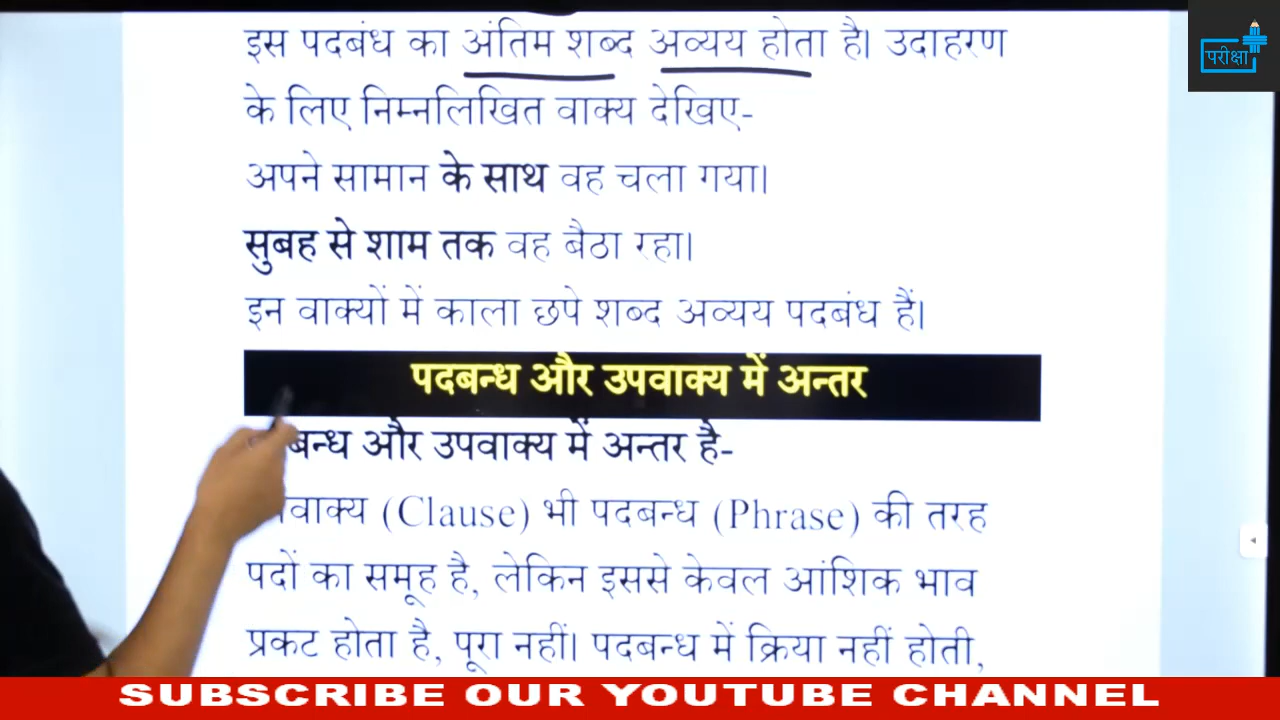 इस पदबंध का अंतिम शब्द अव्यय होता है। उदाहरण
परीक्षा
के लिए निम्नलिखित वाक्य देखिए-
अपने सामान के साथ वह चला गया।
सुबह से शाम तक वह बैठा रहा।
इन वाक्यों में काला छपे शब्द अव्यय पदबंध हैं।
पदबन्ध और उपवाक्य में अन्तर
और उपवाक्य में अन्तर है-
(Clause) भी पदबन्ध (Phrase) की तरह
पदों का समूह है, लेकिन इससे केवल आंशिक भाव
प्रकट होता है, पूरा नहीं। पदबन्ध में क्रिया नहीं होती,
SUBSCRIBE OUR YOUTUBE CHANNEL